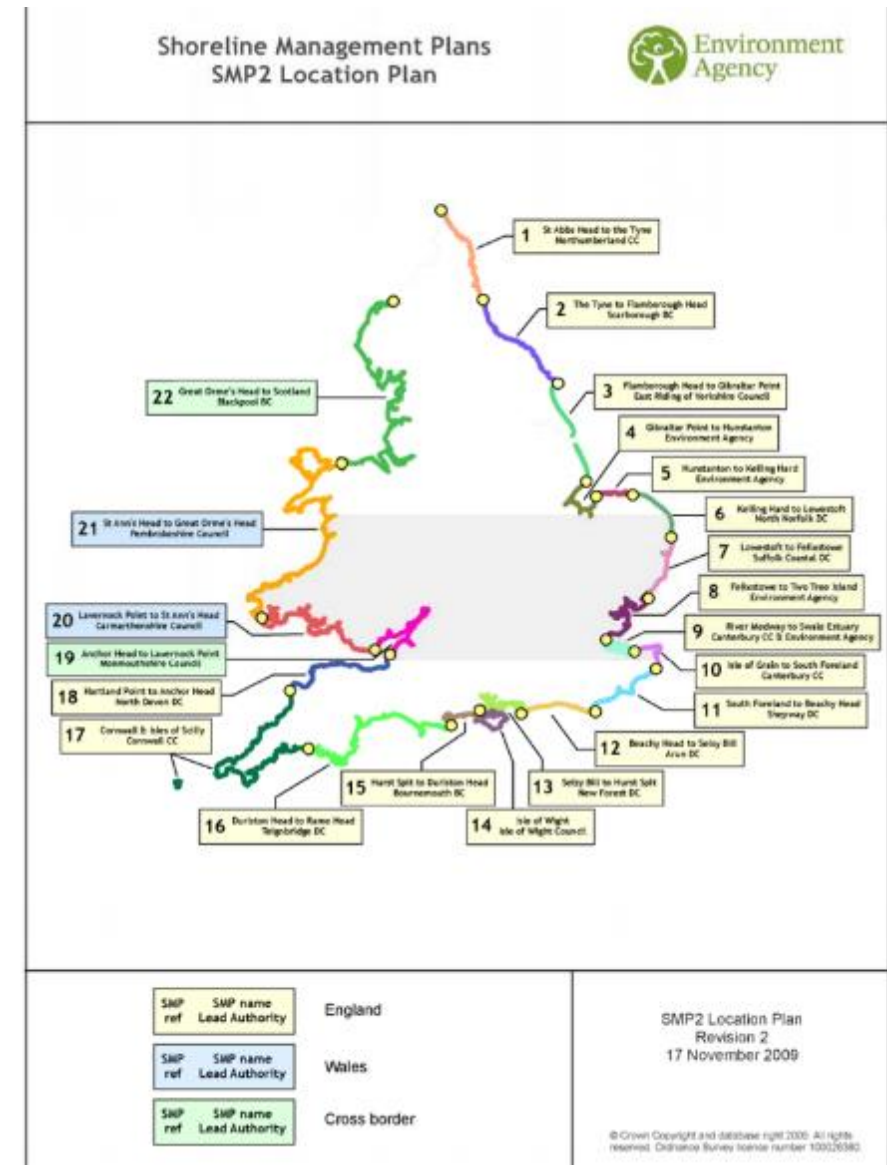 Shoreline Management Plans
SMP2 Location Plan
Environment
Agency
1 St Abbs Head to the Tyne
Northumberland CC
2 The Tyne to Flamborough Head
Scarborough BC
3 Flamborough Head to Gibraltar Point
East Riding of Yorkshire Council
4 Gibraltar Point to Hunstanton
Environment Agency
5 Hunstanton to Kelling Hard
Environment Agency
6 Kelling Hard to Lowestoft
North Norfolk DC
7 Lowestoft to Felixstowe
Suffolk Coastal DC
8 Felixstowe to Two Tree Island
Environment Agency
9 River Medway to Swale Estuary
Canterbury CC & Environment Agency
10 Isle of Grain to South Foreland
Canterbury CC
11 South Foreland to Beachy Head
Shepway DC
12 Beachy Head to Selsy Bill
Arun DC
13 Selsy Bill to Hurst Spit
New Forest DC
14 Isle of Wight
Isle of Wight Council
15 Hurst Spit to Durlston Head
Bournemouth BC
16 Durlston Head to Rame Head
Teignbridge DC
17 Cornwall & Isles of Scilly
Cornwall CC
18 Hartland Point to Anchor Head
North Devon DC
19 Anchor Head to Lavernock Point
Monmouthshire Council
20 Lavernock Point to St Ann's Head
Carmarthenshire Council
21 St Ann's Head to Great Orme's Head
Pembrokeshire Council
22 Great Orme's Head to Scotland
Blackpool BC
SMP ref SMP name Lead Authority England
SMP ref SMP name Lead Authority Wales
SMP ref SMP name Lead Authority Cross border
SMP2 Location Plan
Revision 2
17 November 2009
© Crown Copyright and database right 2009. All rights
reserved. Ordnance Survey licence number 100026380.